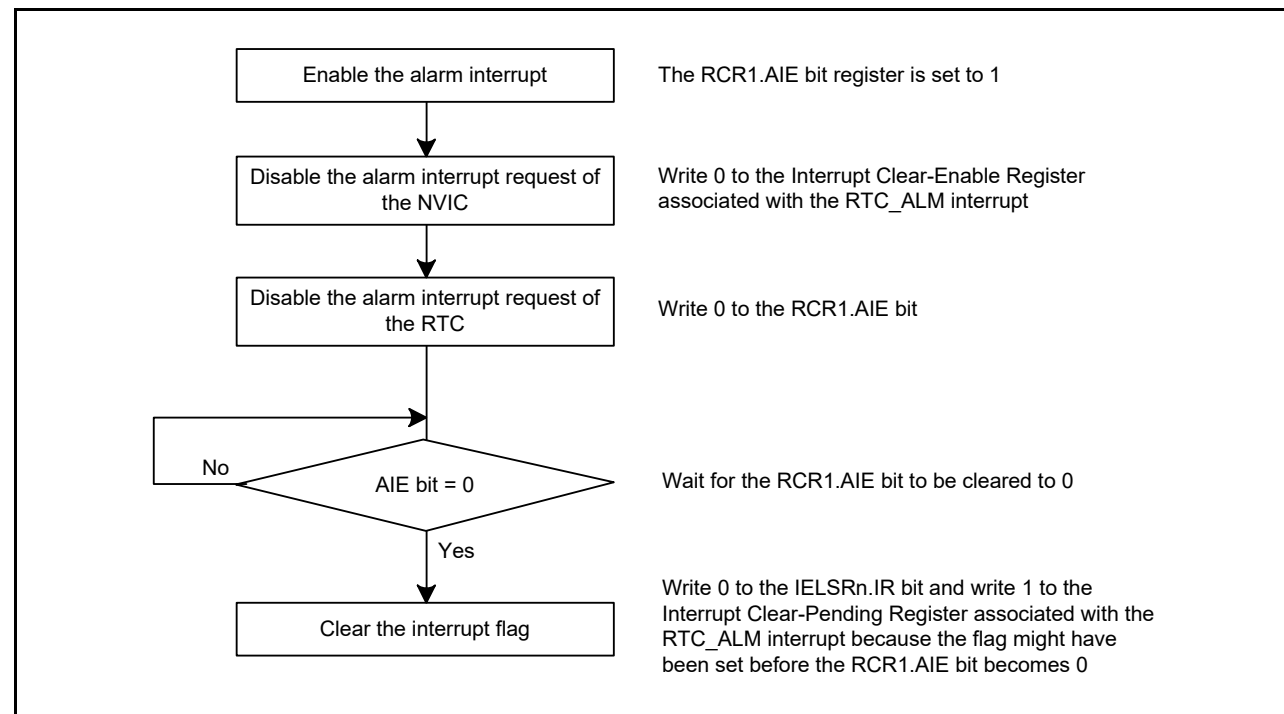 Enable the alarm interrupt
The RCR1.AIE bit register is set to 1
Disable the alarm interrupt request of
the NVIC
Write 0 to the Interrupt Clear-Enable Register
associated with the RTC_ALM interrupt
Disable the alarm interrupt request of
the RTC
Write 0 to the RCR1.AIE bit
No
AIE bit = 0
Wait for the RCR1.AIE bit to be cleared to 0
Yes
Clear the interrupt flag
Write 0 to the IELSRn.IR bit and write 1 to the
Interrupt Clear-Pending Register associated with the
RTC_ALM interrupt because the flag might have
been set before the RCR1.AIE bit becomes 0